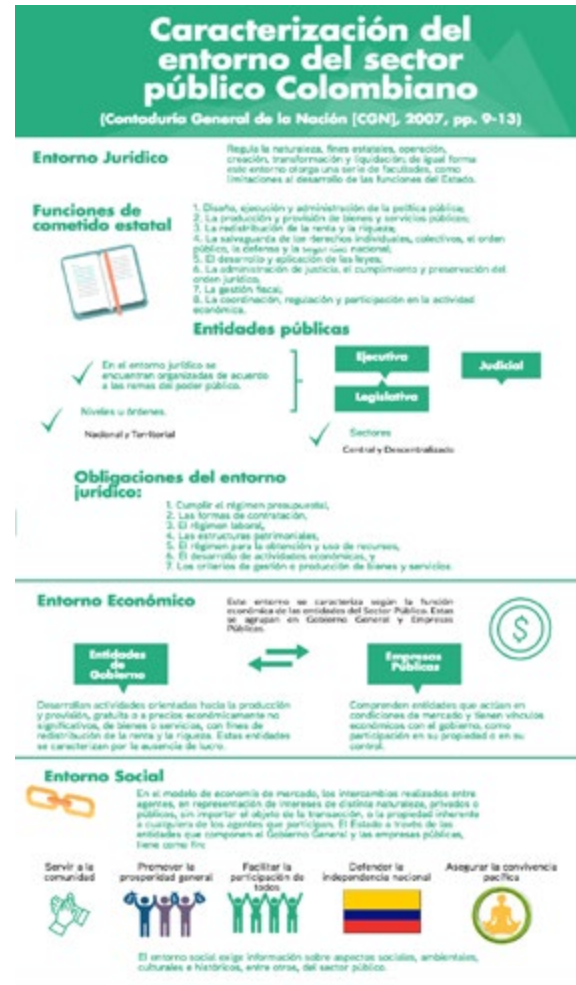 Caracterización del
entorno del sector
público Colombiano
(Contaduría General de la Nación [CGN], 2007, pp. 9-13)
Entorno Jurídico
Regula la naturaleza, fines estatales, operación,
creación, transformación y liquidación, de igual forma
este entorno otorga una serie de facultades, como
limitaciones al desarrollo de las funciones del Estado.
Funciones de
cometido estatal
1. Diseño, ejecución y administración de la política pública;
2. La producción y provisión de bienes y servicios públicos;
3. La redistribución de la renta y la riqueza;
4. La salvaguarda de los derechos individuales, colectivos, el orden
público, la defensa y la seguridad nacional;
5. El desarrollo y aplicación de las leyes;
6. La administración de justicia, el cumplimiento y preservación del
orden jurídico;
7. La gestión fiscal;
8. La coordinación, regulación y participación en la actividad
económica.
Entidades públicas
En el entorno jurídico se
encuentran organizadas de acuerdo
a las ramas del poder público.
Ejecutiva
Judicial
Legislativa
Niveles u órdenes.
Nacional y Territorial
Sectores
Central y Descentralizado
Obligaciones del entorno
jurídico:
1. Cumplir el régimen presupuestal,
2. Las formas de contratación,
3. El régimen laboral,
4. Las estructuras patrimoniales,
5. El régimen para la obtención y uso de recursos,
6. El desarrollo de actividades económicas, y
7. Los criterios de gestión o producción de bienes y servicios
Entorno Económico
Este entorno se caracteriza según la función
económica de las entidades del Sector Público. Estas
se agrupan en Gobierno General y Empresas
Públicas.
Entidades
de
Gobierno
Empresas
Públicas
Desarrollan actividades orientadas hacia la producción
y provisión, gratuita o a precios económicamente no
significativos, de bienes o servicios, con fines de
redistribución de la renta y la riqueza. Estas entidades
se caracterizan por la ausencia de lucro.
Comprenden entidades que actúan en
condiciones de mercado y tienen vínculos
económicos con el gobierno, como
participación en su propiedad o en su
control.
Entorno Social
En el modelo de economía de mercado, los intercambios realizados entre
agentes, en representación de intereses de distinta naturaleza, privados o
públicos, sin importar el objeto de la transacción, o la propiedad inherente
a cualquiera de los agentes que participan. El Estado a través de las
entidades que componen el Gobierno General y las empresas públicas,
tiene como fin:
Servir a la
comunidad
Promover la
prosperidad general
Facilitar la
participación de
todos
Defender la
independencia nacional
Asegurar la convivencia
pacífica
El entorno social exige información sobre aspectos sociales, ambientales,
culturales e históricos, entre otros, del sector público.